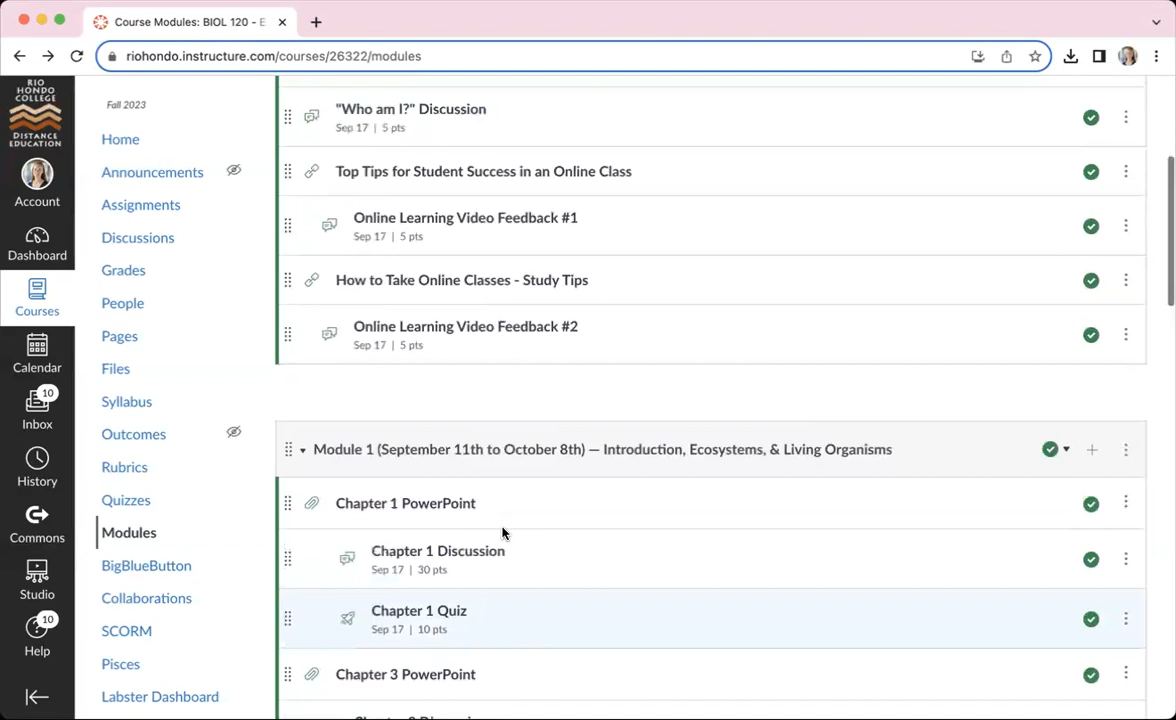 Course Modules: BIOL 120 - E
riohondo.instructure.com/courses/26322/modules
RIO
HONDO
COLLEGE
DISTANCE
EDUCATION
Account
Dashboard
Courses
Calendar
10
Inbox
History
Commons
Studio
10
Help
Fall 2023
Home
Announcements
Assignments
Discussions
Grades
People
Pages
Files
Syllabus
Outcomes
Rubrics
Quizzes
Modules
BigBlueButton
Collaborations
SCORM
Pisces
Labster Dashboard
"Who am I?" Discussion
Sep 17 | 5 pts
Top Tips for Student Success in an Online Class
Online Learning Video Feedback #1
Sep 17 | 5 pts
How to Take Online Classes - Study Tips
Online Learning Video Feedback #2
Sep 17 | 5 pts
Module 1 (September 11th to October 8th) — Introduction, Ecosystems, & Living Organisms
Chapter 1 PowerPoint
Chapter 1 Discussion
Sep 17 | 30 pts
Chapter 1 Quiz
Sep 17 | 10 pts
Chapter 3 PowerPoint